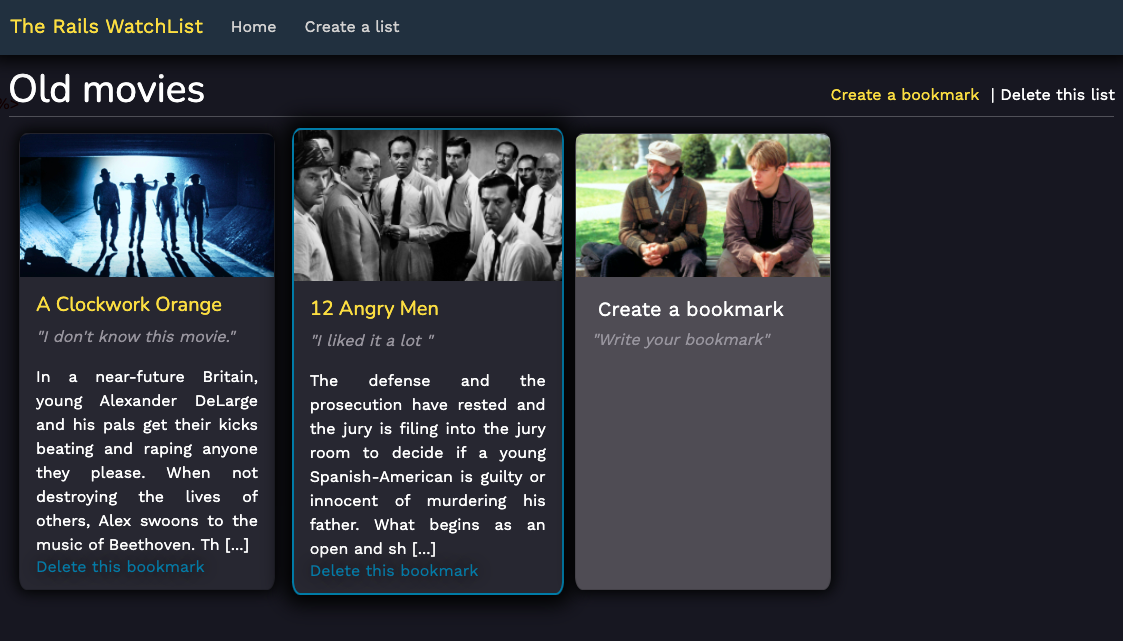 The Rails WatchList Home Create a list
Old movies
%>
Create a bookmark | Delete this list
A Clockwork Orange
"I don't know this movie."
In a near-future Britain,
young Alexander DeLarge
and his pals get their kicks
beating and raping anyone
they please. When not
destroying the lives of
others, Alex swoons to the
music of Beethoven. Th [...]
Delete this bookmark
12 Angry Men
"I liked it a lot "
The defense and the
prosecution have rested and
the jury is filing into the jury
room to decide if a young
Spanish-American is guilty or
innocent of murdering his
father. What begins as an
open and sh [...]
Delete this bookmark
Create a bookmark
"Write your bookmark"